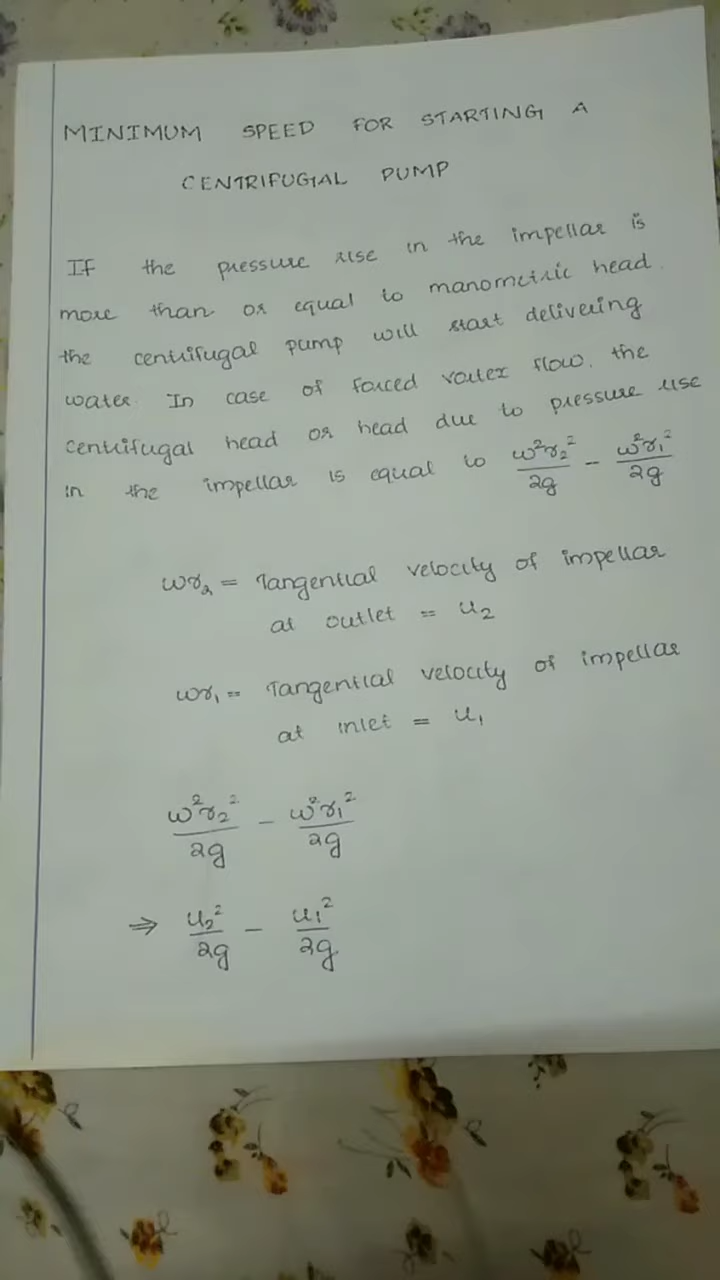 MINIMUM SPEED FOR STARTING A
CENTRIFUGAL PUMP
If the pressure rise in the impellar is
more than or equal to manometric head.
the centrifugal pump will start delivering
water. In case of forced vortex flow, the
centrifugal head or head due to pressure rise
in the impellar is equal to ω²r₂²/2g − ω²r₁²/2g
ωr₂ = Tangential velocity of impellar
at outlet = u₂
ωr₁ = Tangential velocity of impellar
at inlet = u₁
ω²r₂²/2g − ω²r₁²/2g
⇒ u₂²/2g − u₁²/2g